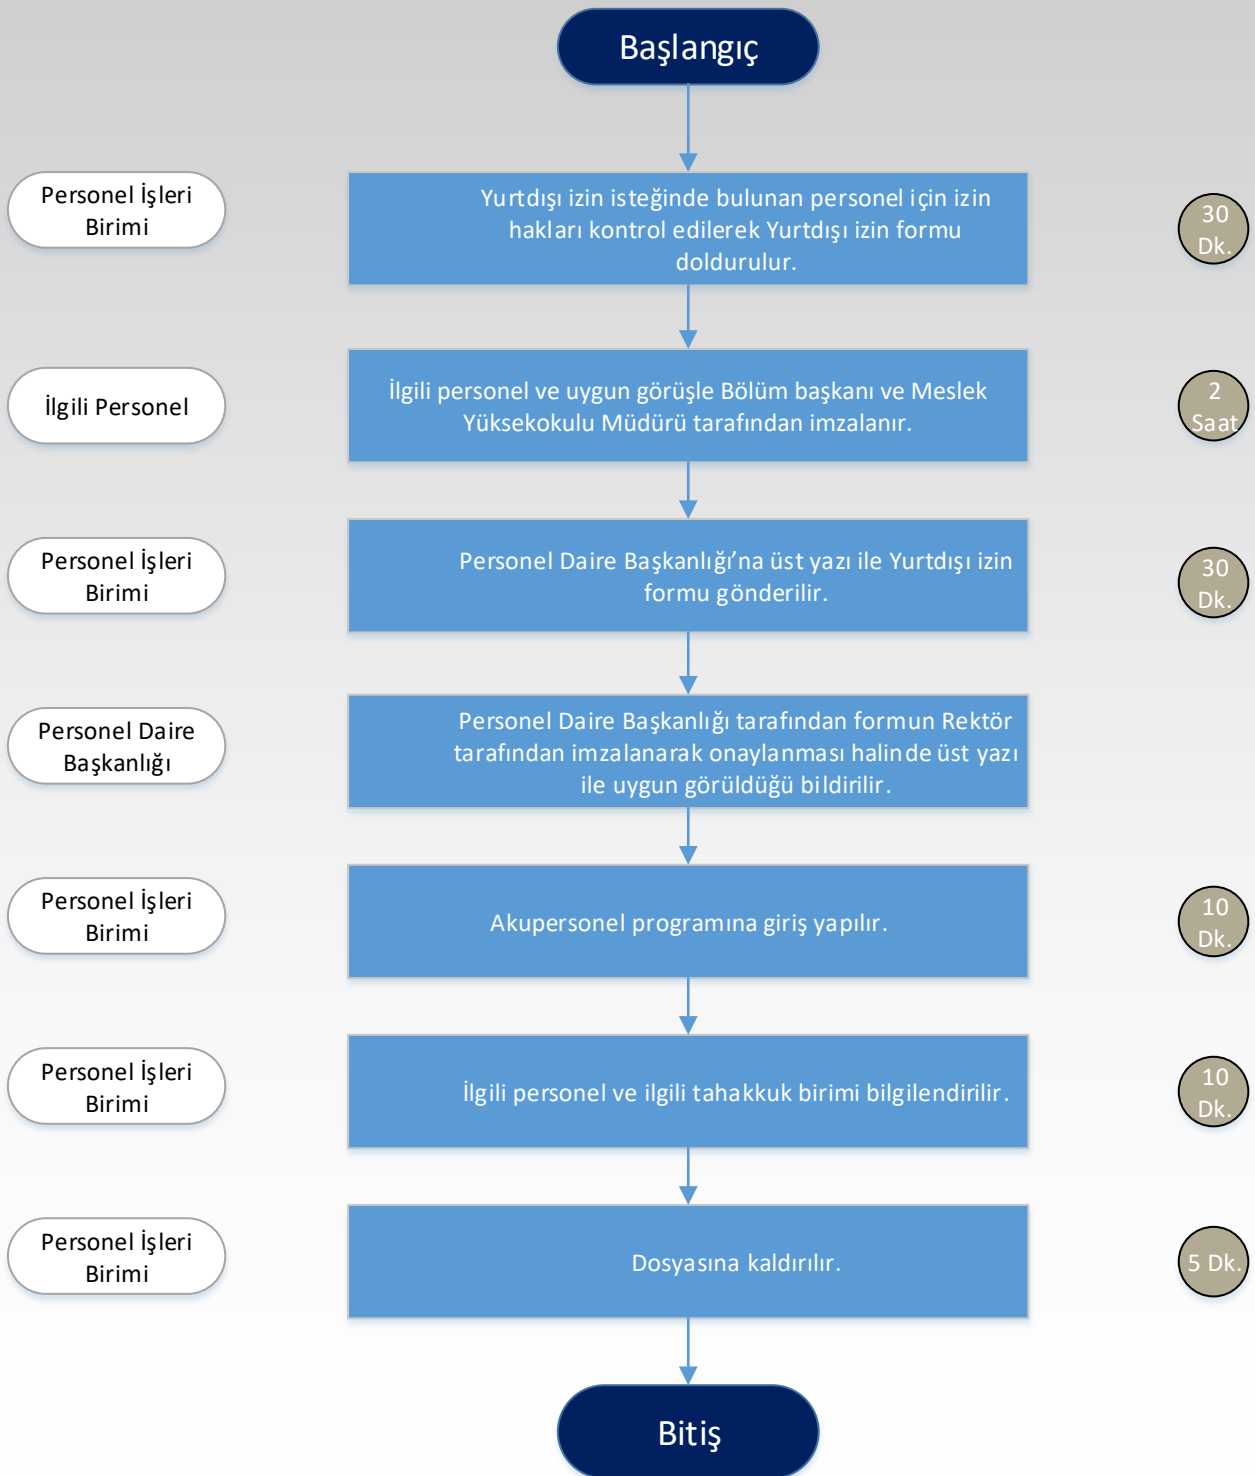 Başlangıç
Personel İşleri
Birimi
Yurtdışı izin isteğinde bulunan personel için izin
hakları kontrol edilerek Yurtdışı izin formu
doldurulur.
30
Dk.
İlgili Personel
İlgili personel ve uygun görüşle Bölüm başkanı ve Meslek
Yüksekokulu Müdürü tarafından imzalanır.
2
Saat
Personel İşleri
Birimi
Personel Daire Başkanlığı’na üst yazı ile Yurtdışı izin
formu gönderilir.
30
Dk.
Personel Daire
Başkanlığı
Personel Daire Başkanlığı tarafından formun Rektör
tarafından imzalanarak onaylanması halinde üst yazı
ile uygun görüldüğü bildirilir.
Personel İşleri
Birimi
Akupersonel programına giriş yapılır.
10
Dk.
Personel İşleri
Birimi
İlgili personel ve ilgili tahakkuk birimi bilgilendirilir.
10
Dk.
Personel İşleri
Birimi
Dosyasına kaldırılır.
5 Dk.
Bitiş